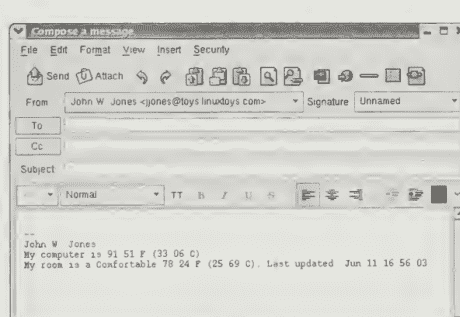 Compose a message
File Edit Format View Insert Security
Send Attach
From John W Jones <jjones@toys linuxtoys com> Signature Unnamed
To
Cc
Subject
Normal TT B I U S
--
John W Jones
My computer is 91 51 F (33 06 C)
My room is a Comfortable 78 24 F (25 69 C). Last updated Jun 11 16 56 03